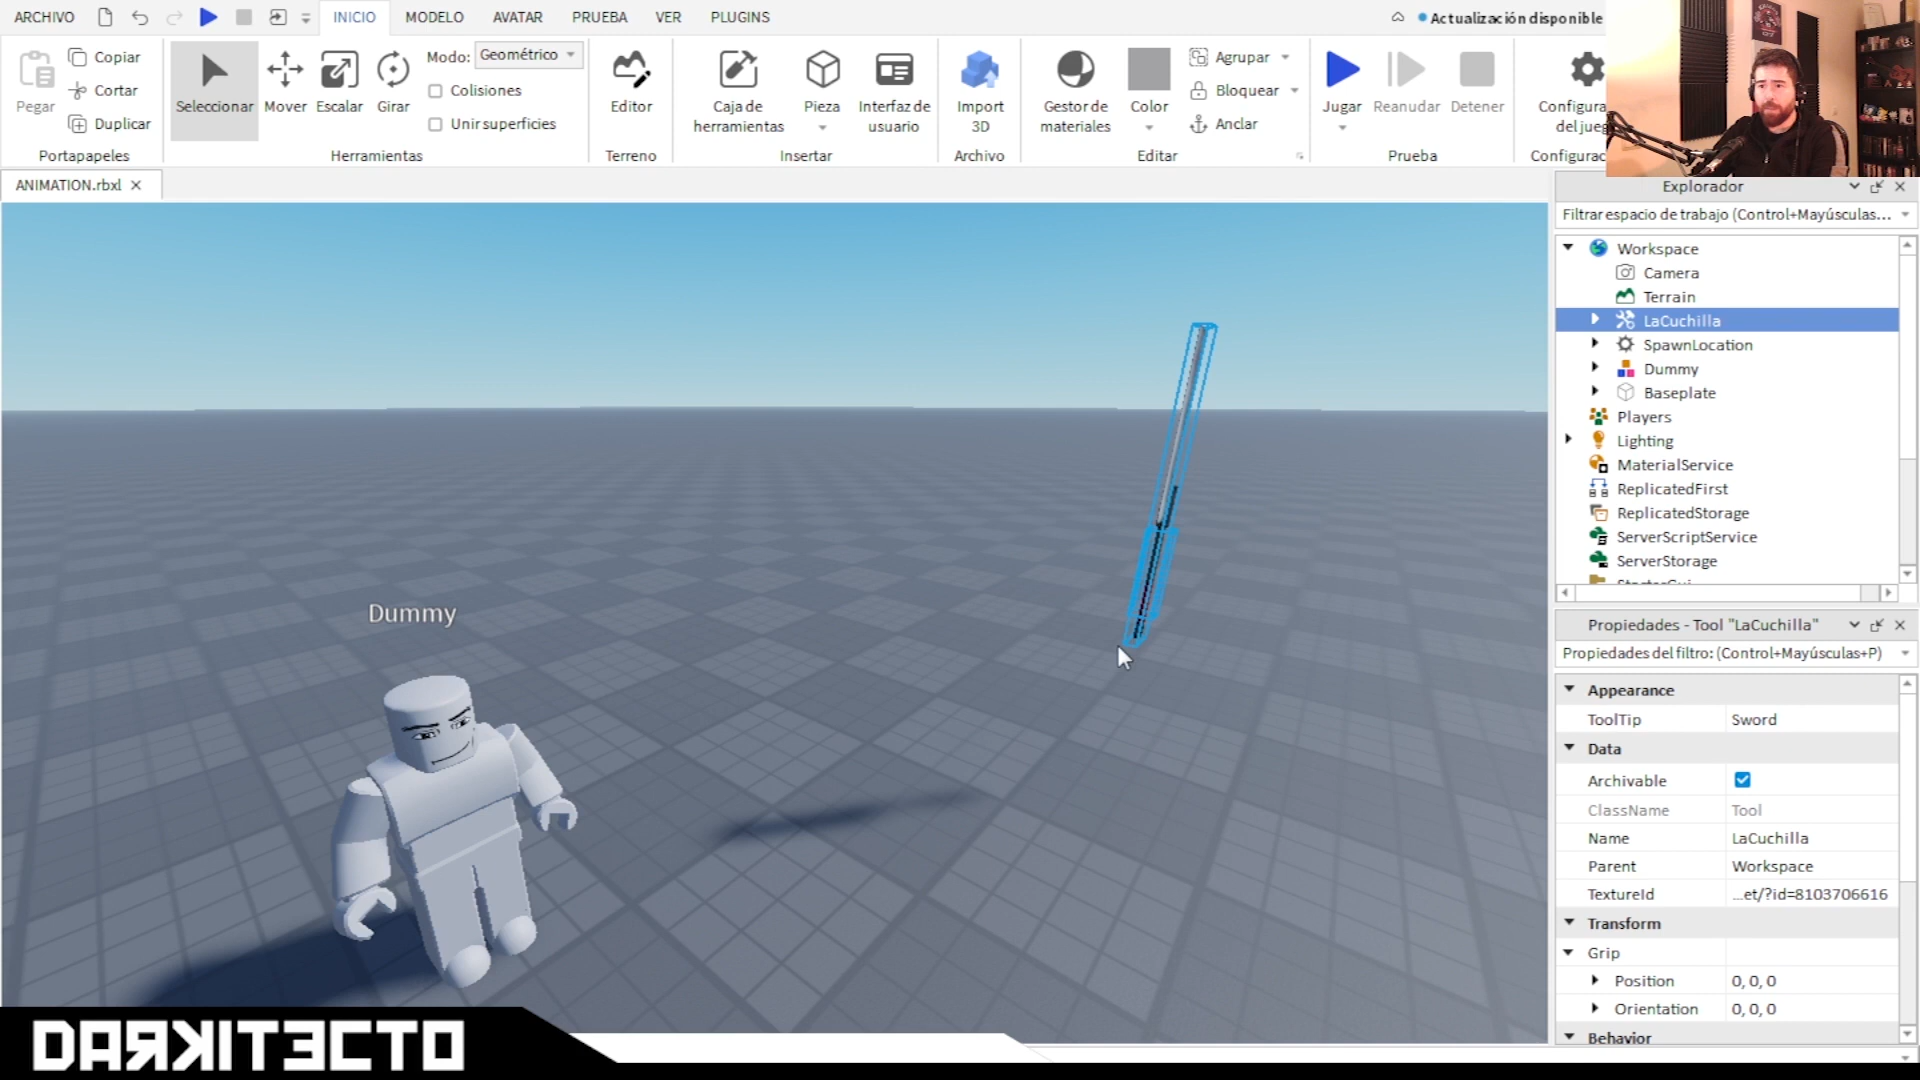 ARCHIVO
INICIO
MODELO
AVATAR
PRUEBA
VER
PLUGINS
Actualización disponible
Pegar
Copiar
Cortar
Duplicar
Portapapeles
Seleccionar
Mover
Escalar
Girar
Modo: Geométrico
Colisiones
Unir superficies
Herramientas
Editor
Terreno
Caja de
herramientas
Pieza
Interfaz de
usuario
Insertar
Import
3D
Archivo
Gestor de
materiales
Color
Agrupar
Bloquear
Anclar
Editar
Jugar
Reanudar
Detener
Prueba
Configura
del jueg
Configurac
ANIMATION.rbxl
Dummy
Explorador
Filtrar espacio de trabajo (Control+Mayúsculas...
Workspace
Camera
Terrain
LaCuchilla
SpawnLocation
Dummy
Baseplate
Players
Lighting
MaterialService
ReplicatedFirst
ReplicatedStorage
ServerScriptService
ServerStorage
Propiedades - Tool "LaCuchilla"
Propiedades del filtro: (Control+Mayúsculas+P)
Appearance
ToolTip Sword
Data
Archivable
ClassName Tool
Name LaCuchilla
Parent Workspace
TextureId ...et/?id=8103706616
Transform
Grip
Position 0, 0, 0
Orientation 0, 0, 0
Behavior
DARKITECTO